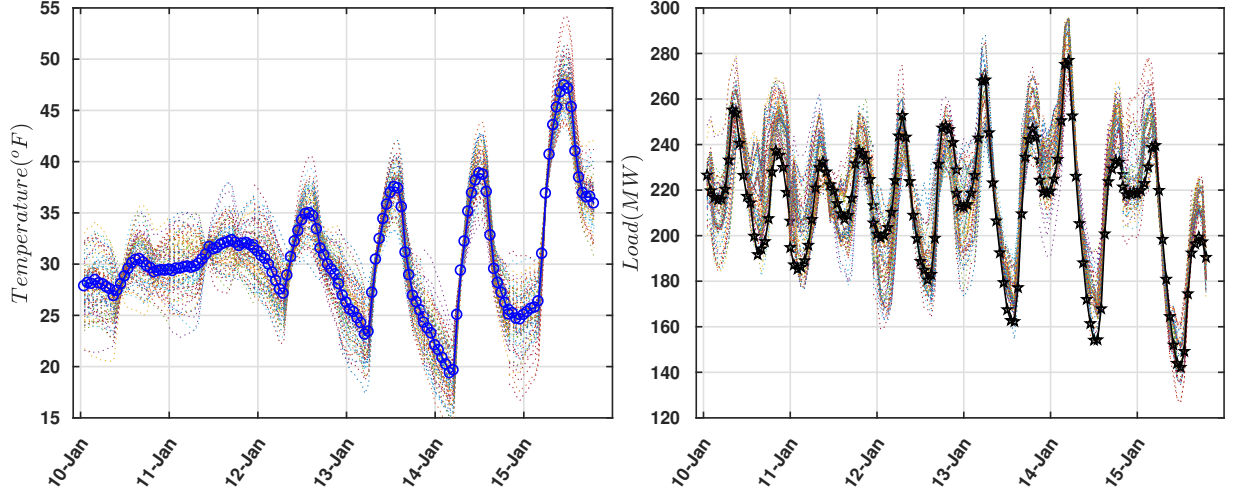 Temperature(°F)
55
50
45
40
35
30
25
20
15
10-Jan
11-Jan
12-Jan
13-Jan
14-Jan
15-Jan
Load(MW)
300
280
260
240
220
200
180
160
140
120
10-Jan
11-Jan
12-Jan
13-Jan
14-Jan
15-Jan